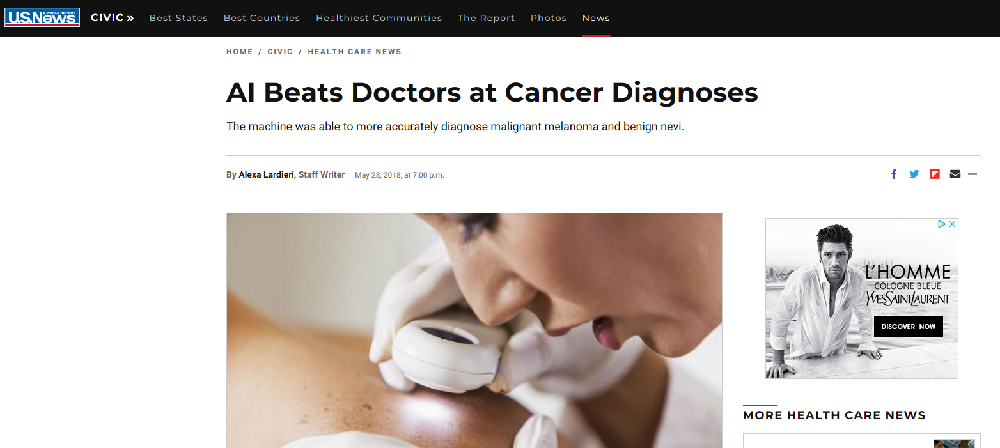 U.S.News
& WORLD REPORT
CIVIC »
Best States
Best Countries
Healthiest Communities
The Report
Photos
News
HOME / CIVIC / HEALTH CARE NEWS
AI Beats Doctors at Cancer Diagnoses
The machine was able to more accurately diagnose malignant melanoma and benign nevi.
By Alexa Lardieri, Staff Writer May 28, 2018, at 7:00 p.m.
L'HOMME
COLOGNE BLEUE
YVESSAINTLAURENT
DISCOVER NOW
MORE HEALTH CARE NEWS